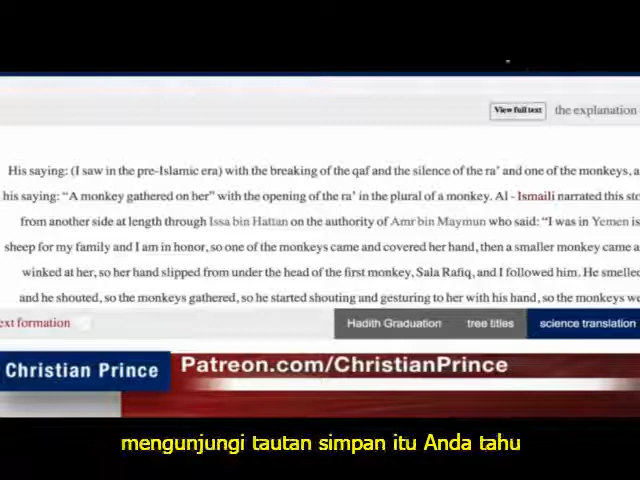 View full text the explanation
His saying: (I saw in the pre-Islamic era) with the breaking of the qaf and the silence of the ra' and one of the monkeys, a
his saying: "A monkey gathered on her" with the opening of the ra' in the plural of a monkey. Al - Ismaili narrated this sto
from another side at length through Issa bin Hattan on the authority of Amr bin Maymun who said: "I was in Yemen is
sheep for my family and I am in honor, so one of the monkeys came and covered her hand, then a smaller monkey came a
winked at her, so her hand slipped from under the head of the first monkey, Sala Rafiq, and I followed him. He smelled
and he shouted, so the monkeys gathered, so he started shouting and gesturing to her with his hand, so the monkeys we
ext formation Hadith Graduation tree titles science translation
Christian Prince
Patreon.com/ChristianPrince
mengunjungi tautan simpan itu Anda tahu